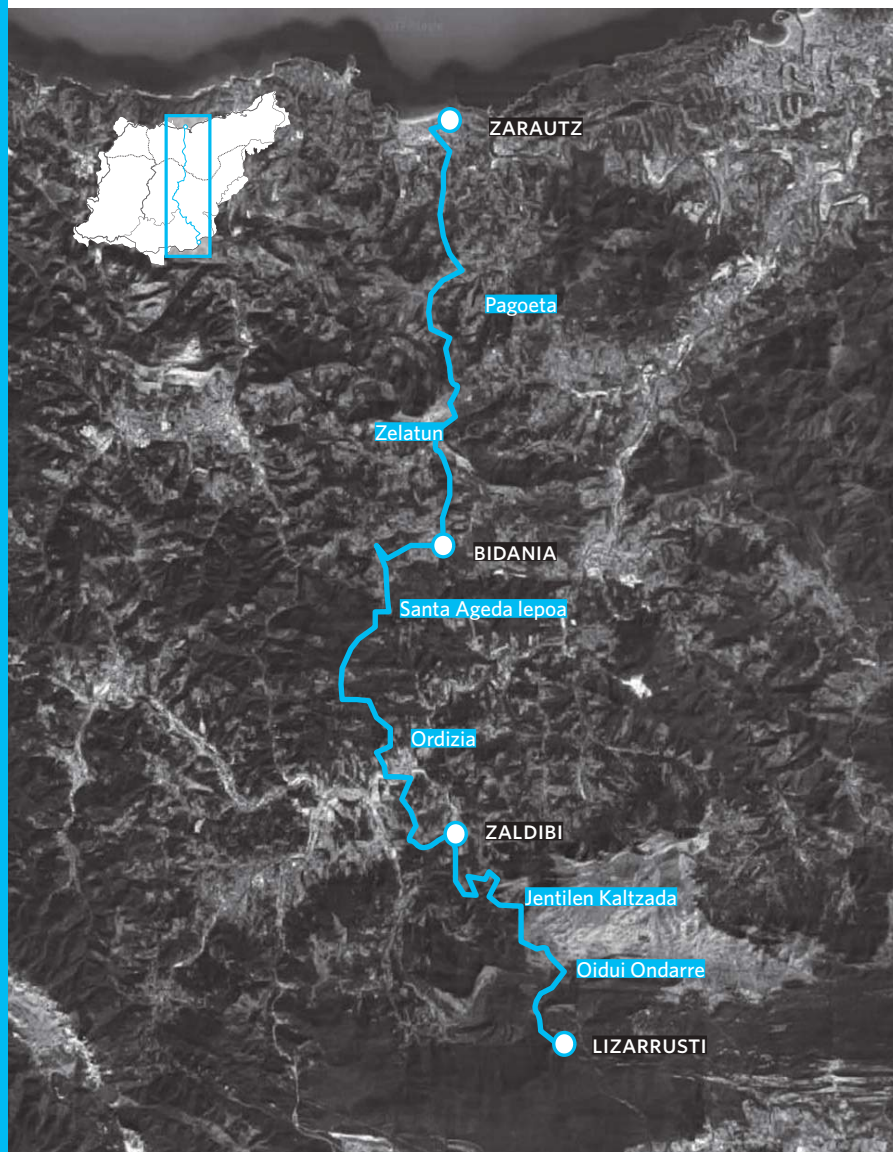 ZARAUTZ
Pagoeta
Zelatun
BIDANIA
Santa Ageda lepoa
Ordizia
ZALDIBI
Jentilen Kaltzada
Oidui Ondarre
LIZARRUSTI